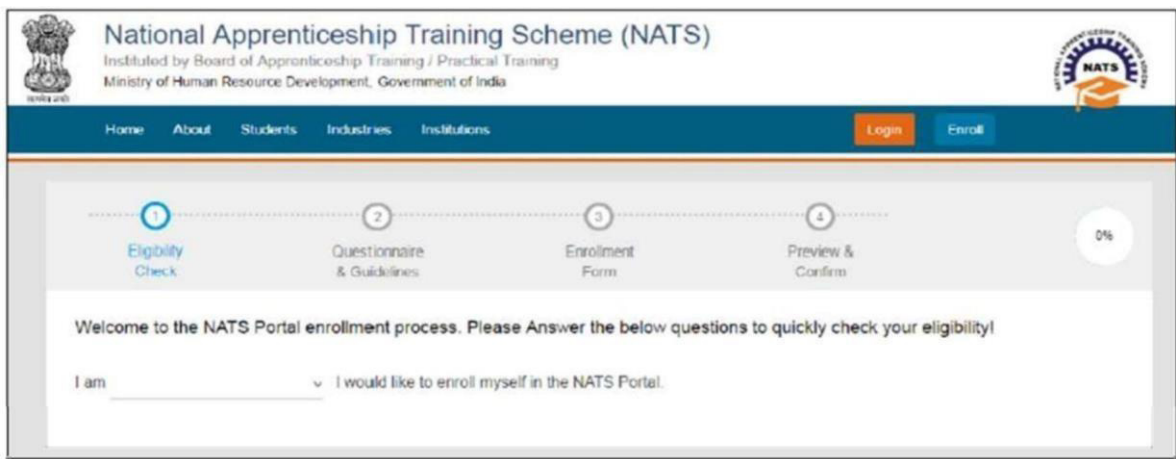 National Apprenticeship Training Scheme (NATS)
Instituted by Board of Apprenticeship Training / Practical Training
Ministry of Human Resource Development, Government of India
NATS
Home About Students Industries Institutions Login Enroll
1 2 3 4
Eligibility Check
Questionnaire & Guidelines
Enrollment Form
Preview & Confirm
0%
Welcome to the NATS Portal enrollment process. Please Answer the below questions to quickly check your eligibility!
I am I would like to enroll myself in the NATS Portal.